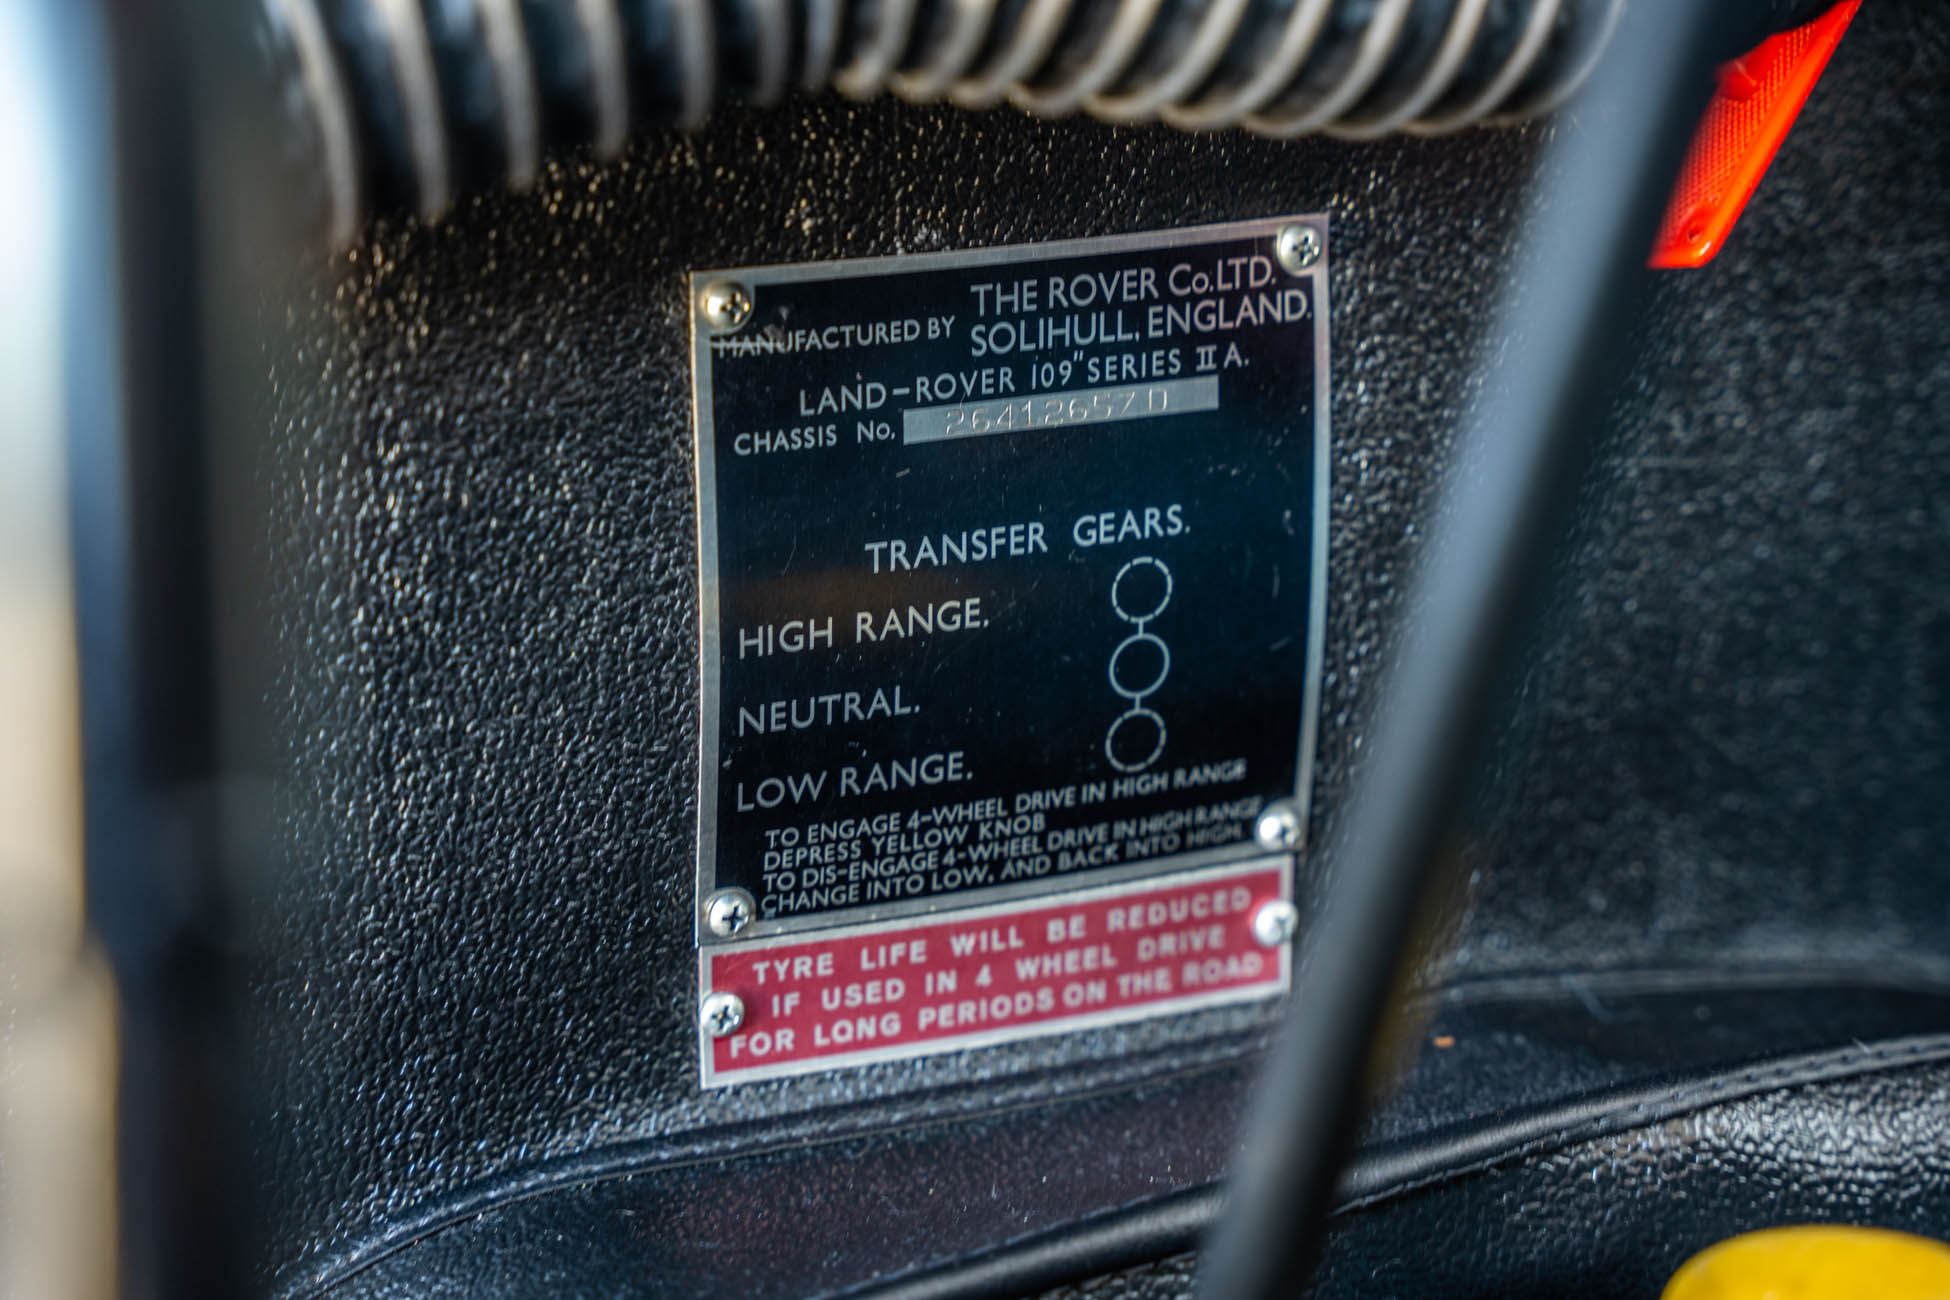 MANUFACTURED BY THE ROVER Co.LTD.
SOLIHULL, ENGLAND.
LAND-ROVER 109" SERIES II A.
CHASSIS No. 26412657D
TRANSFER GEARS.
HIGH RANGE.
NEUTRAL.
LOW RANGE.
TO ENGAGE 4-WHEEL DRIVE IN HIGH RANGE
DEPRESS YELLOW KNOB
TO DIS-ENGAGE 4-WHEEL DRIVE IN HIGH RANGE
CHANGE INTO LOW, AND BACK INTO HIGH.
TYRE LIFE WILL BE REDUCED
IF USED IN 4 WHEEL DRIVE
FOR LONG PERIODS ON THE ROAD